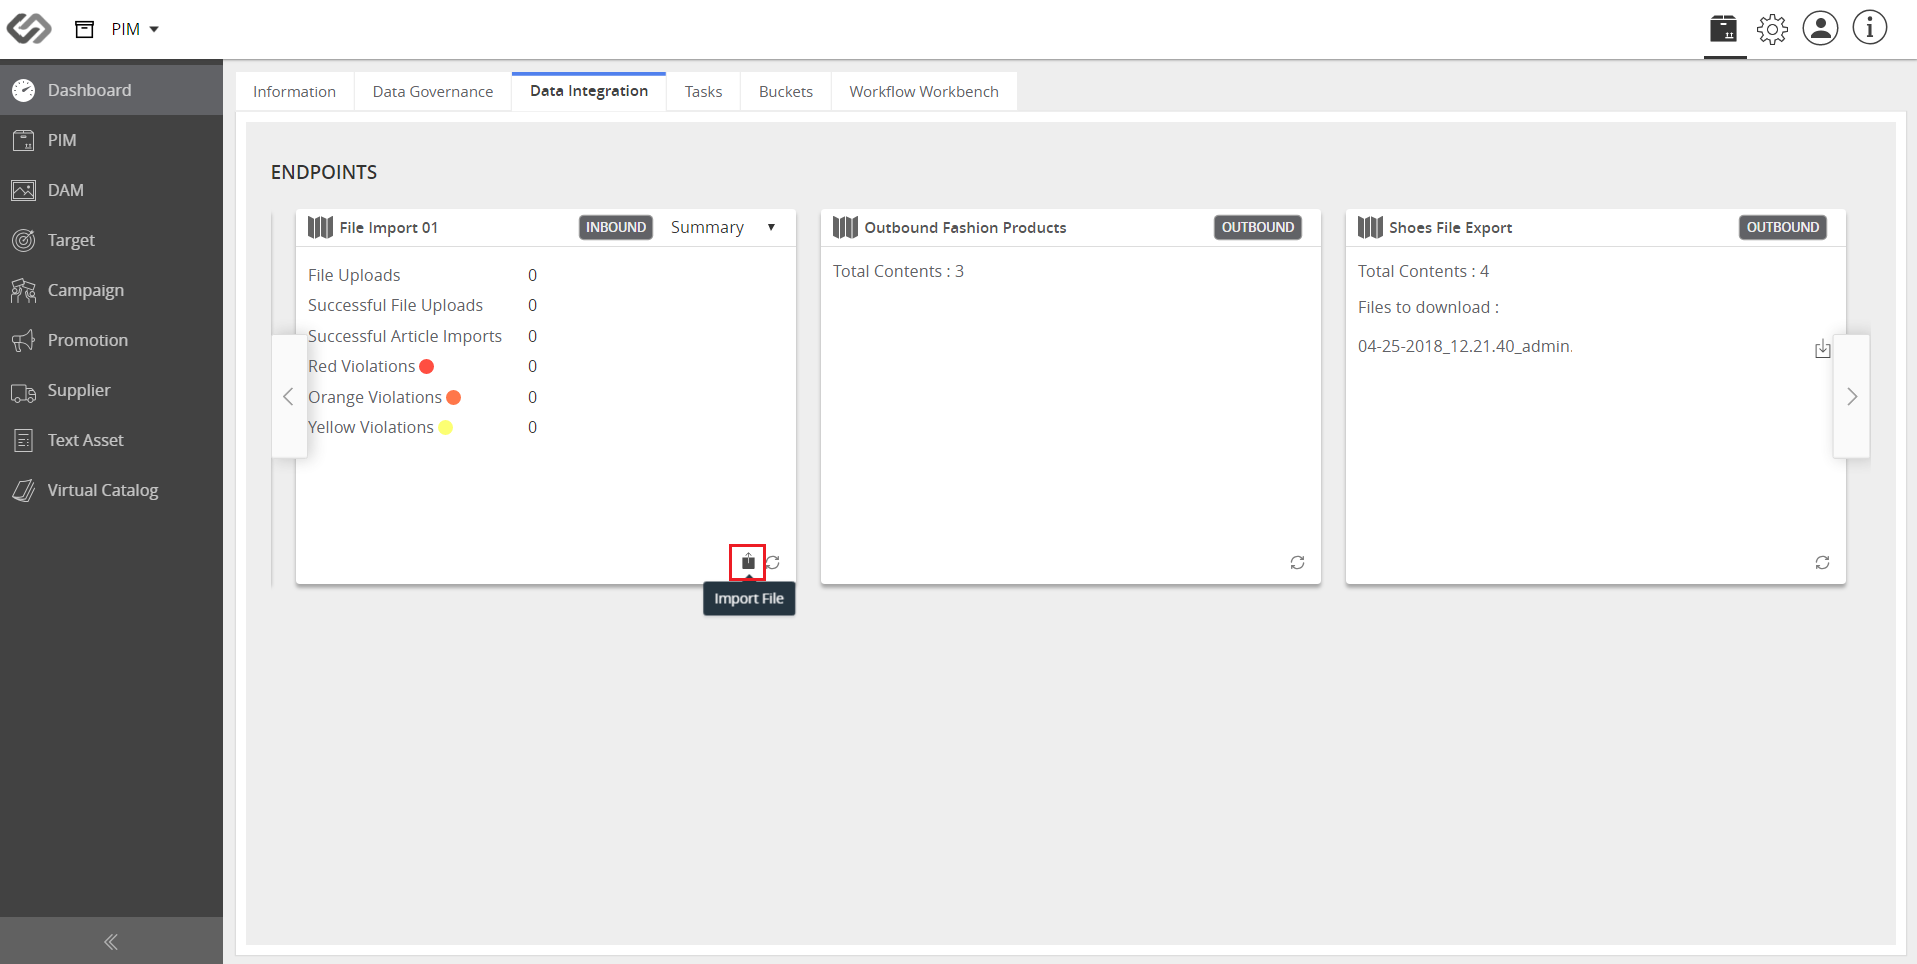 PIM
Dashboard
PIM
DAM
Target
Campaign
Promotion
Supplier
Text Asset
Virtual Catalog
Information
Data Governance
Data Integration
Tasks
Buckets
Workflow Workbench
ENDPOINTS
File Import 01
INBOUND
Summary
File Uploads 0
Successful File Uploads 0
Successful Article Imports 0
Red Violations 0
Orange Violations 0
Yellow Violations 0
Import File
Outbound Fashion Products
OUTBOUND
Total Contents : 3
Shoes File Export
OUTBOUND
Total Contents : 4
Files to download :
04-25-2018_12.21.40_admin.